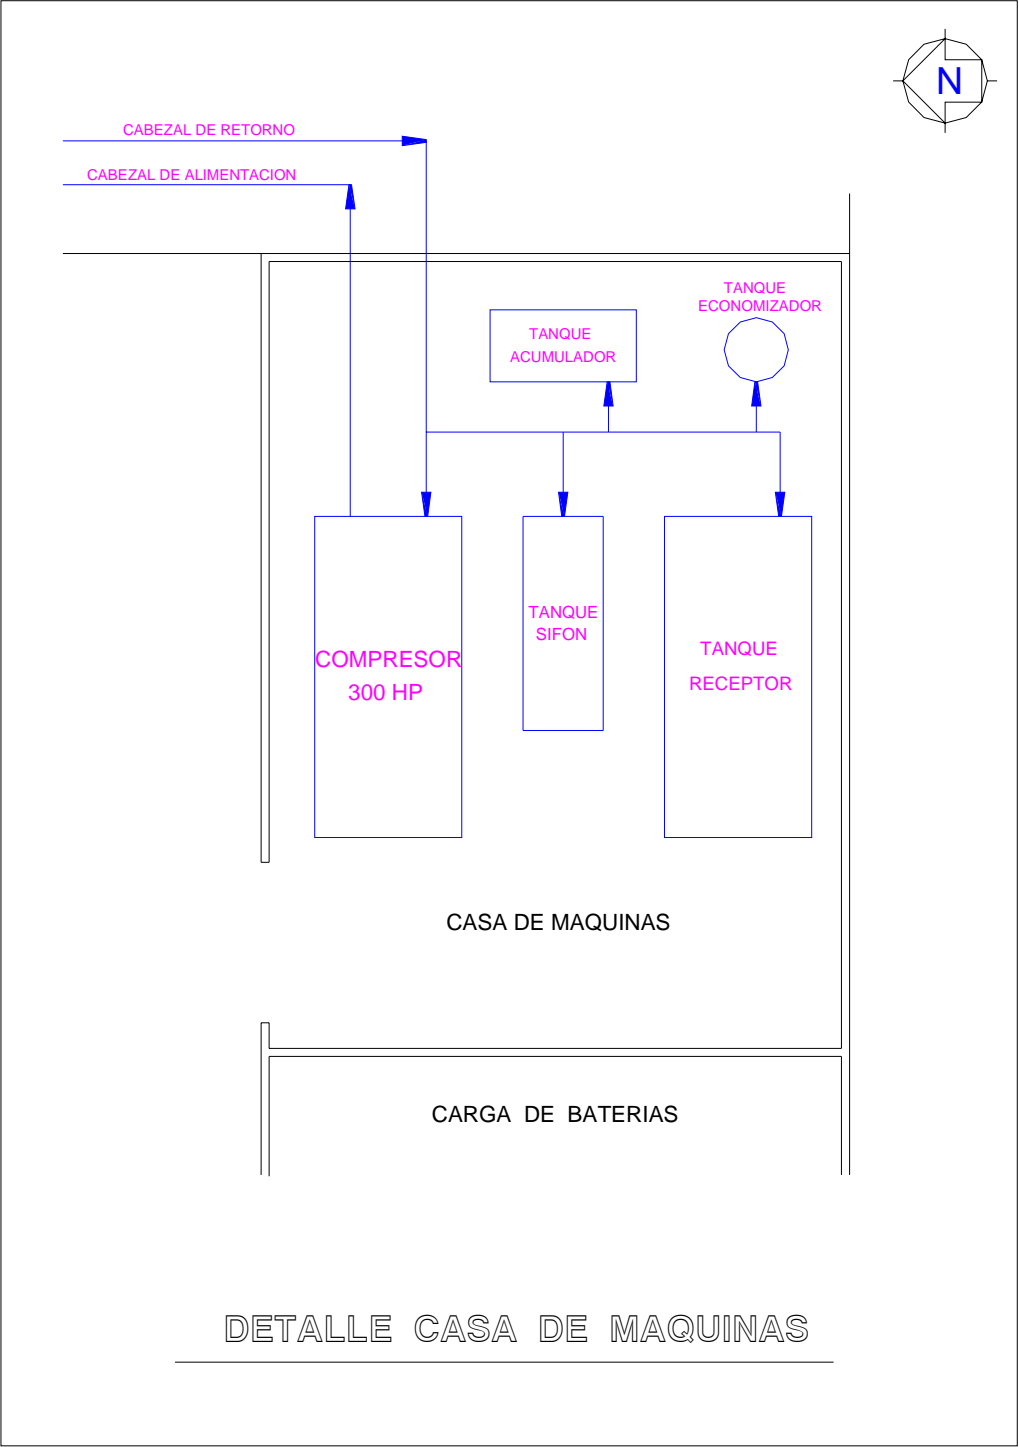 N
CABEZAL DE RETORNO
CABEZAL DE ALIMENTACION
TANQUE
ECONOMIZADOR
TANQUE
ACUMULADOR
TANQUE
SIFON
COMPRESOR
300 HP
TANQUE
RECEPTOR
CASA DE MAQUINAS
CARGA DE BATERIAS
DETALLE CASA DE MAQUINAS